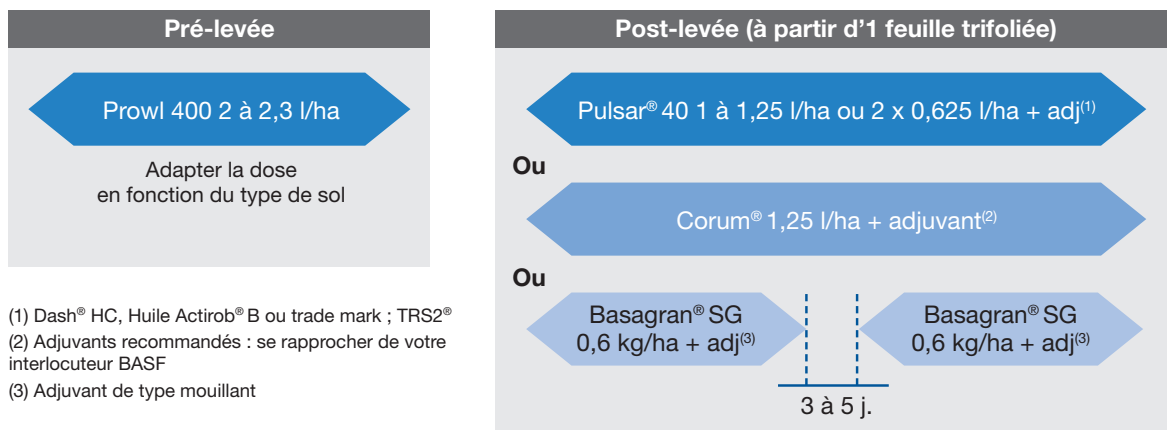 Pré-levée
Prowl 400 2 à 2,3 l/ha
Adapter la dose
en fonction du type de sol
(1) Dash® HC, Huile Actirob® B ou trade mark ; TRS2®
(2) Adjuvants recommandés : se rapprocher de votre
interlocuteur BASF
(3) Adjuvant de type mouillant
Post-levée (à partir d’1 feuille trifoliée)
Pulsar® 40 1 à 1,25 l/ha ou 2 x 0,625 l/ha + adj(1)
Ou
Corum® 1,25 l/ha + adjuvant(2)
Ou
Basagran® SG
0,6 kg/ha + adj(3)
Basagran® SG
0,6 kg/ha + adj(3)
3 à 5 j.